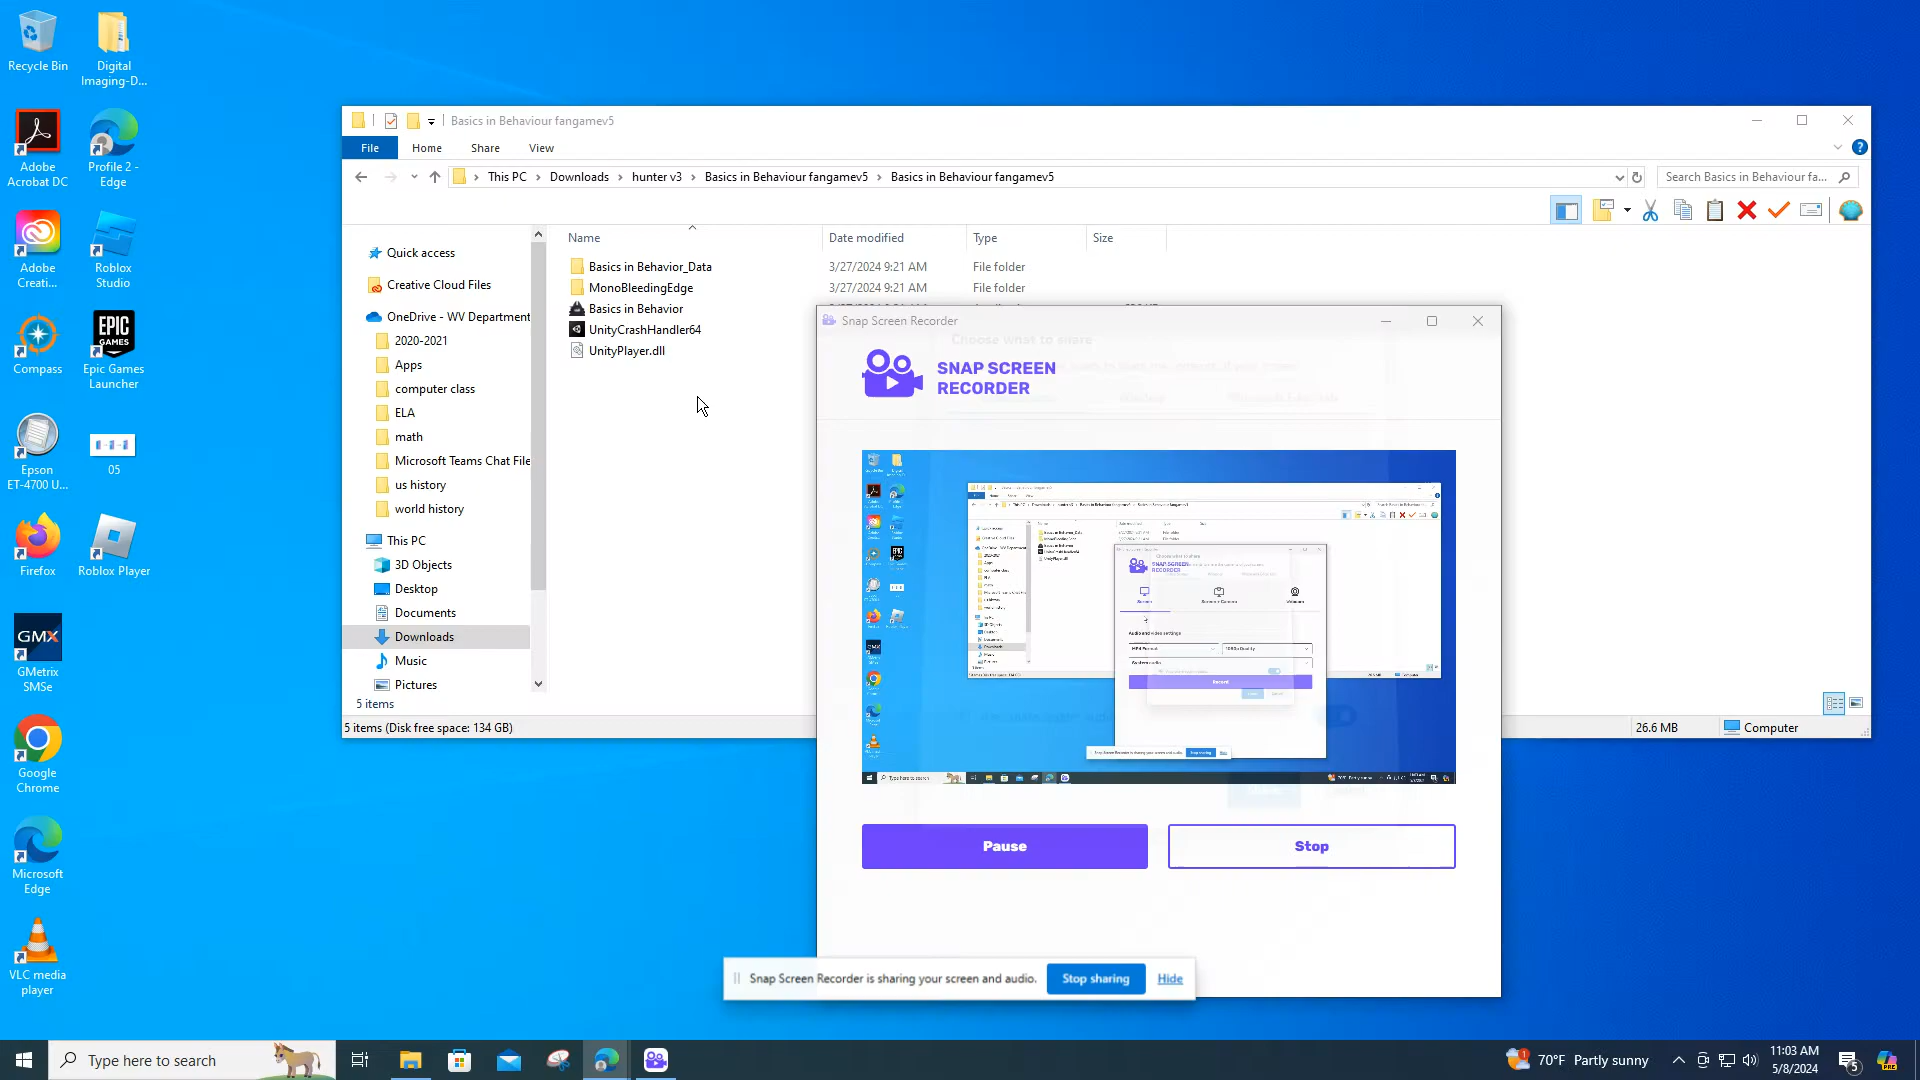 Recycle Bin
Digital
Imaging-D...
Adobe
Acrobat DC
Profile 2 -
Edge
Adobe
Creati...
Roblox
Studio
Compass
Epic Games
Launcher
EPIC
GAMES
Epson
ET-4700 U...
05
Firefox
Roblox Player
GMX
GMetrix
SMSe
Google
Chrome
Microsoft
Edge
VLC media
player
Basics in Behaviour fangamev5
File
Home
Share
View
This PC
Downloads
hunter v3
Basics in Behaviour fangamev5
Basics in Behaviour fangamev5
Search Basics in Behaviour fa...
Quick access
Creative Cloud Files
OneDrive - WV Department
2020-2021
Apps
computer class
ELA
math
Microsoft Teams Chat File
us history
world history
This PC
3D Objects
Desktop
Documents
Downloads
Music
Pictures
Name
Date modified
Type
Size
Basics in Behavior_Data
3/27/2024 9:21 AM
File folder
MonoBleedingEdge
3/27/2024 9:21 AM
File folder
Basics in Behavior
UnityCrashHandler64
UnityPlayer.dll
5 items
5 items (Disk free space: 134 GB)
26.6 MB
Computer
Snap Screen Recorder
Choose what to share
SNAP SCREEN
RECORDER
Pause
Stop
Snap Screen Recorder is sharing your screen and audio.
Stop sharing
Hide
Type here to search
70°F Partly sunny
11:03 AM
5/8/2024
5